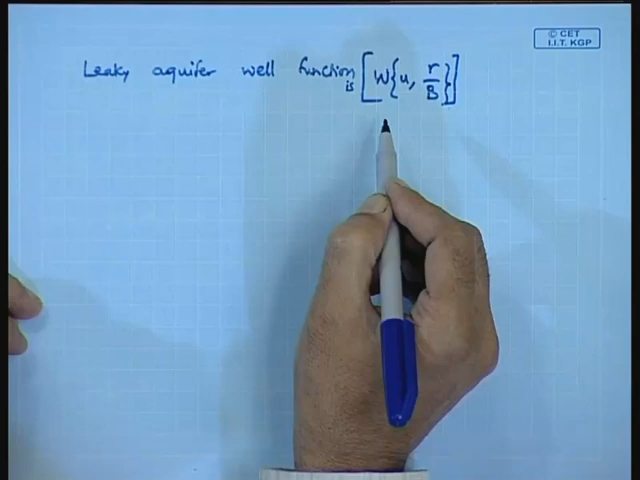 Leaky aquifer well function is [W{u, r/B}]
© CET
I.I.T. KGP